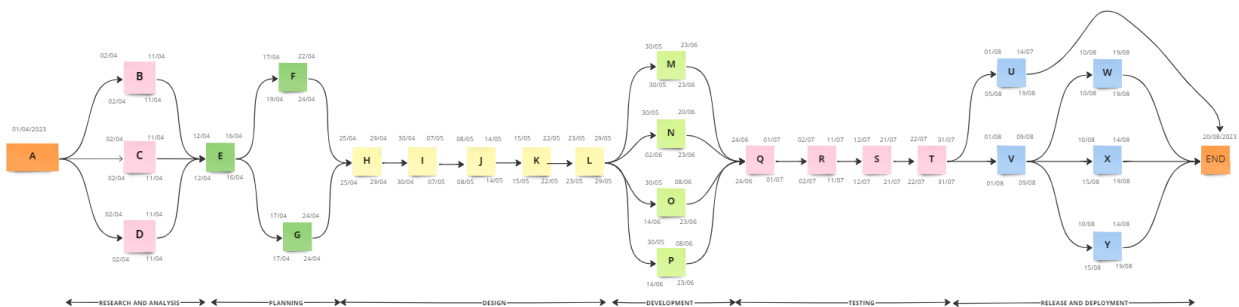 01/04/2023
A
02/04 11/04
B
02/04 11/04
02/04 11/04
C
02/04 11/04
02/04 11/04
D
02/04 11/04
12/04 16/04
E
12/04 16/04
17/04 22/04
F
19/04 24/04
17/04 24/04
G
17/04 24/04
25/04 29/04
H
25/04 29/04
30/04 07/05
I
30/04 07/05
08/05 14/05
J
08/05 14/05
15/05 22/05
K
15/05 22/05
23/05 29/05
L
23/05 29/05
30/05 23/06
M
30/05 23/06
30/05 20/06
N
02/06 23/06
30/05 08/06
O
14/06 23/06
30/05 08/06
P
14/06 23/06
24/06 01/07
Q
24/06 01/07
02/07 11/07
R
02/07 11/07
12/07 21/07
S
12/07 21/07
22/07 31/07
T
22/07 31/07
01/08 14/07
U
05/08 19/08
01/08 09/08
V
01/08 09/08
10/08 19/08
W
10/08 19/08
10/08 14/08
X
15/08 19/08
10/08 14/08
Y
15/08 19/08
20/08/2023
END
RESEARCH AND ANALYSIS
PLANNING
DESIGN
DEVELOPMENT
TESTING
RELEASE AND DEPLOYMENT